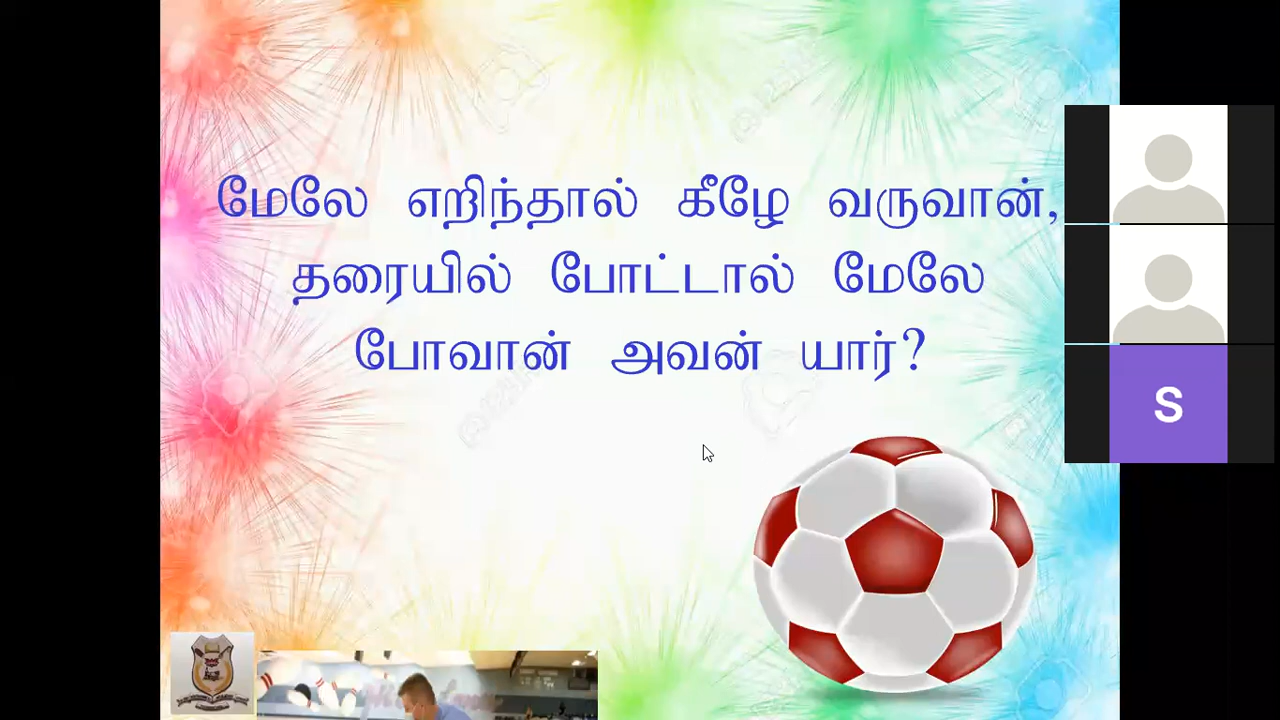 மேலே எறிந்தால் கீழே வருவான்,
தரையில் போட்டால் மேலே
போவான் அவன் யார்?
S